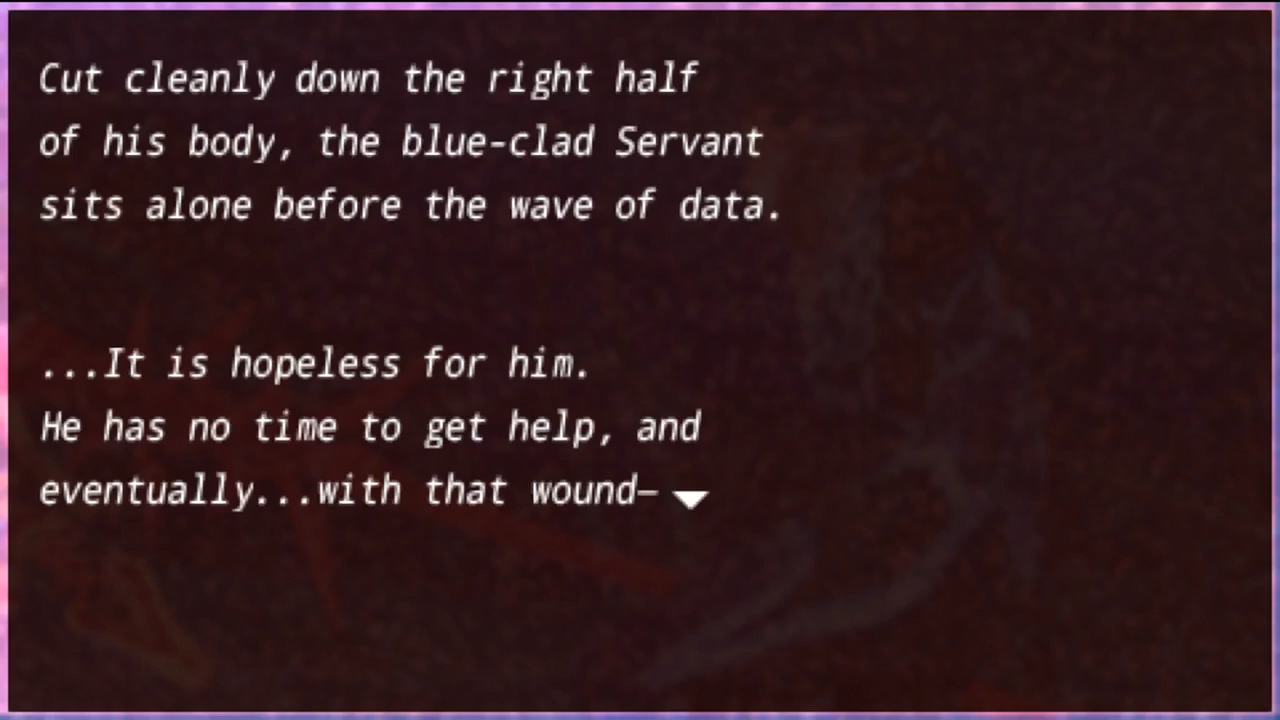 Cut cleanly down the right half
of his body, the blue-clad Servant
sits alone before the wave of data.
...It is hopeless for him.
He has no time to get help, and
eventually...with that wound—